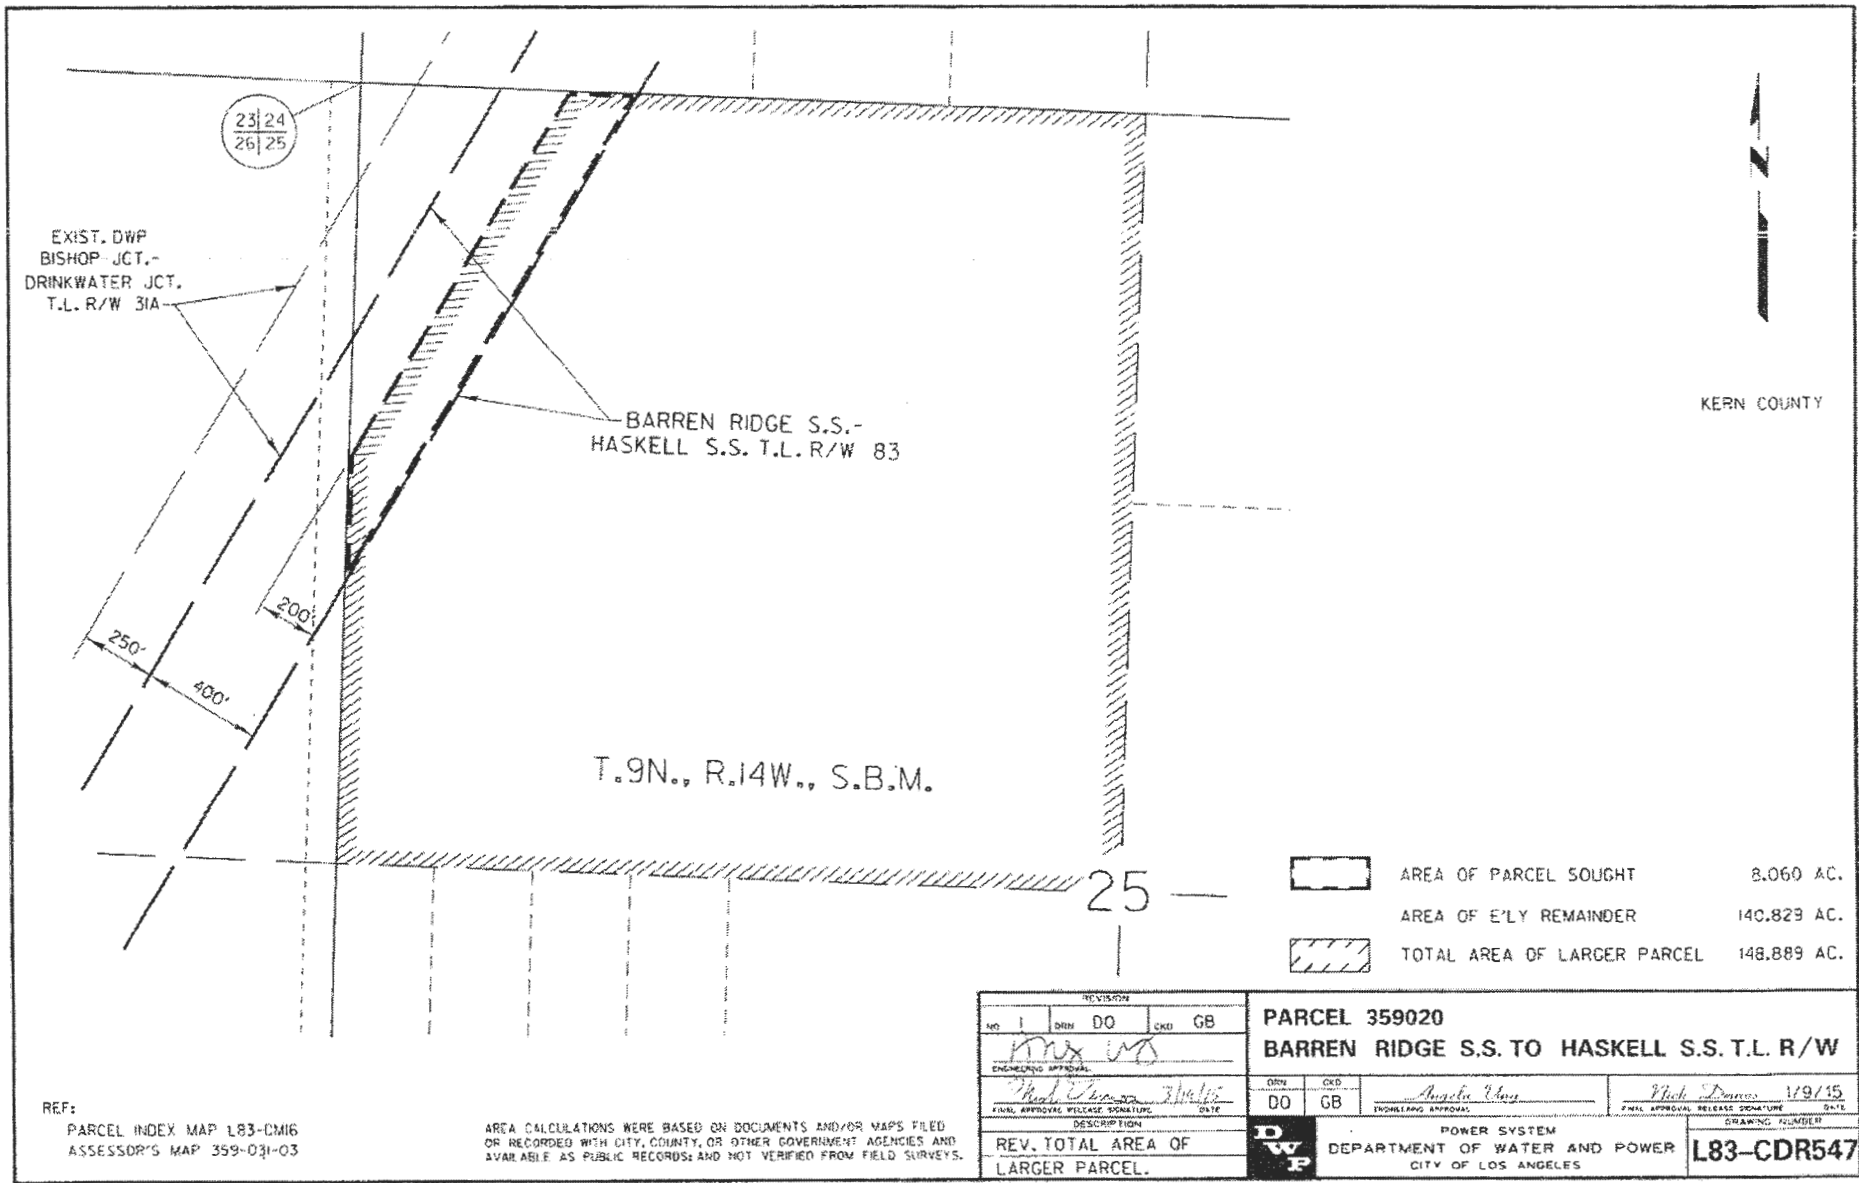 23 24
26 25
EXIST. DWP
BISHOP JCT.-
DRINKWATER JCT.
T.L. R/W 31A
N
KERN COUNTY
BARREN RIDGE S.S.-
HASKELL S.S. T.L. R/W 83
200'
250'
400'
T.9N., R.14W., S.B.M.
25
AREA OF PARCEL SOUGHT 8.060 AC.
AREA OF E'LY REMAINDER 140.829 AC.
TOTAL AREA OF LARGER PARCEL 148.889 AC.
REF:
PARCEL INDEX MAP L83-CMI6
ASSESSOR'S MAP 359-031-03
AREA CALCULATIONS WERE BASED ON DOCUMENTS AND/OR MAPS FILED
OR RECORDED WITH CITY, COUNTY, OR OTHER GOVERNMENT AGENCIES AND
AVAILABLE AS PUBLIC RECORDS; AND NOT VERIFIED FROM FIELD SURVEYS.
REVISION
NO 1 DRN DO CKD GB
ENGINEERING APPROVAL
FINAL APPROVAL RELEASE SIGNATURE DATE
DESCRIPTION
REV. TOTAL AREA OF
LARGER PARCEL.
PARCEL 359020
BARREN RIDGE S.S. TO HASKELL S.S. T.L. R/W
DRN DO CKD GB
ENGINEERING APPROVAL
1/9/15
FINAL APPROVAL RELEASE SIGNATURE DATE
DWP
POWER SYSTEM
DEPARTMENT OF WATER AND POWER
CITY OF LOS ANGELES
DRAWING NUMBER
L83-CDR547